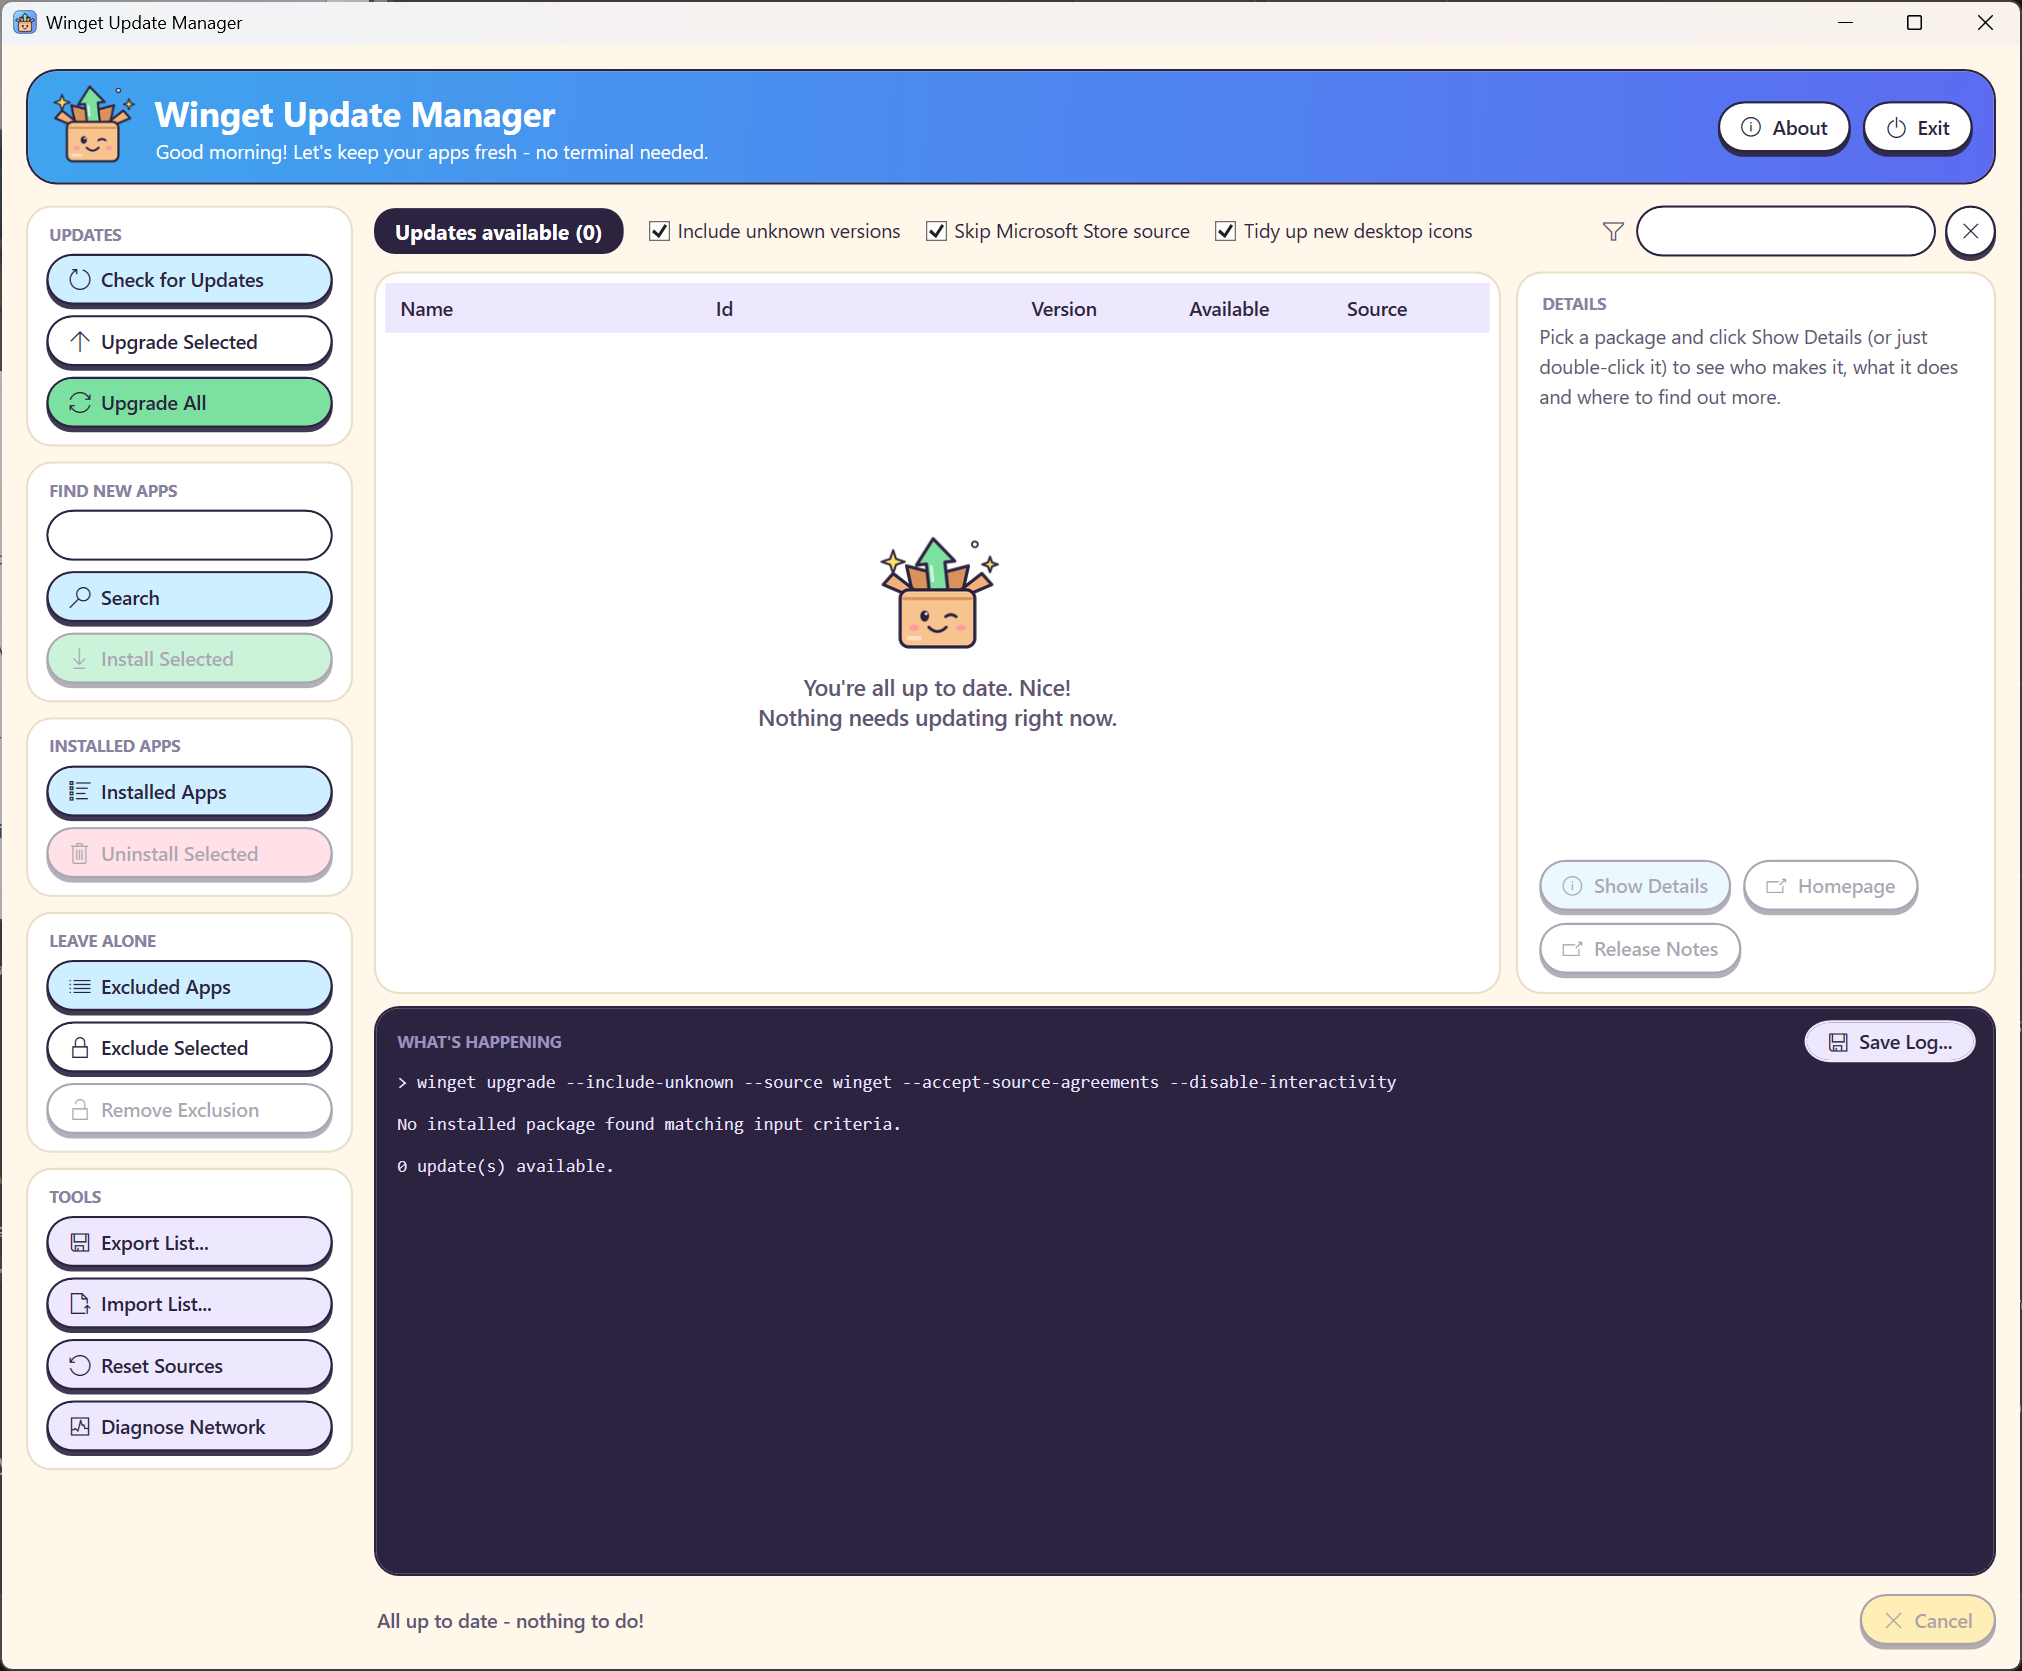 Winget Update Manager
Winget Update Manager
Good morning! Let's keep your apps fresh - no terminal needed.
About
Exit
UPDATES
Check for Updates
Upgrade Selected
Upgrade All
FIND NEW APPS
Search
Install Selected
INSTALLED APPS
Installed Apps
Uninstall Selected
LEAVE ALONE
Excluded Apps
Exclude Selected
Remove Exclusion
TOOLS
Export List...
Import List...
Reset Sources
Diagnose Network
Updates available (0)
Include unknown versions
Skip Microsoft Store source
Tidy up new desktop icons
Name Id Version Available Source
You're all up to date. Nice!
Nothing needs updating right now.
DETAILS
Pick a package and click Show Details (or just
double-click it) to see who makes it, what it does
and where to find out more.
Show Details
Homepage
Release Notes
WHAT'S HAPPENING
Save Log...
> winget upgrade --include-unknown --source winget --accept-source-agreements --disable-interactivity
No installed package found matching input criteria.
0 update(s) available.
All up to date - nothing to do!
Cancel